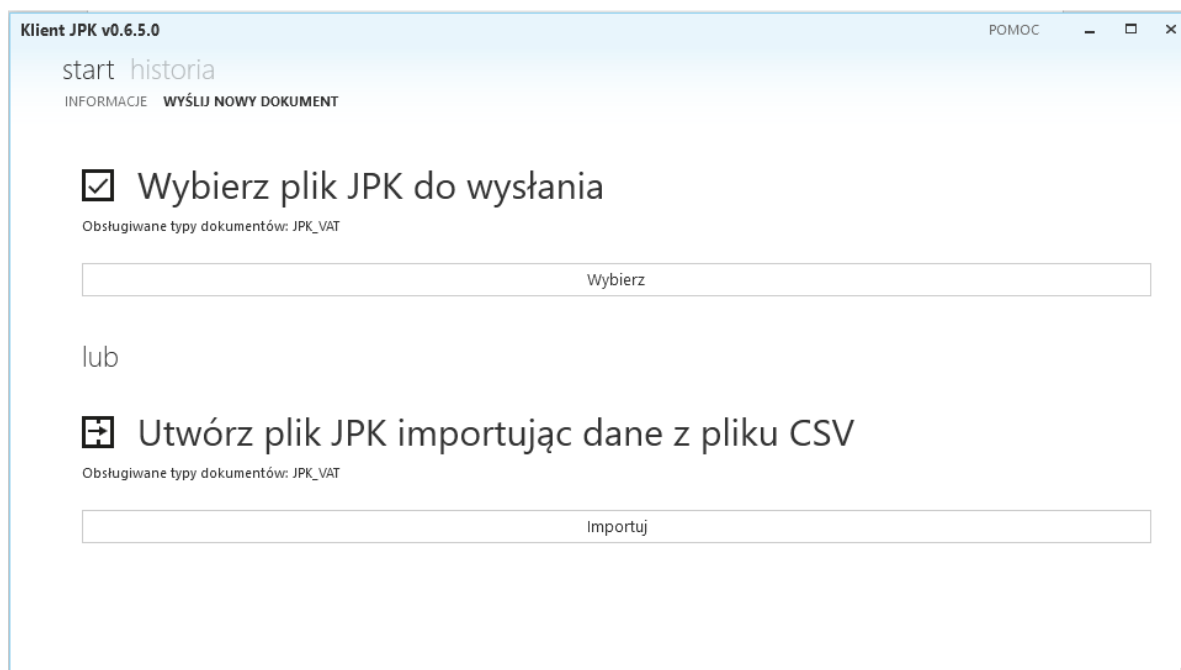 Klient JPK v0.6.5.0 POMOC
start historia
INFORMACJE WYŚLIJ NOWY DOKUMENT
Wybierz plik JPK do wysłania
Obsługiwane typy dokumentów: JPK_VAT
Wybierz
lub
Utwórz plik JPK importując dane z pliku CSV
Obsługiwane typy dokumentów: JPK_VAT
Importuj